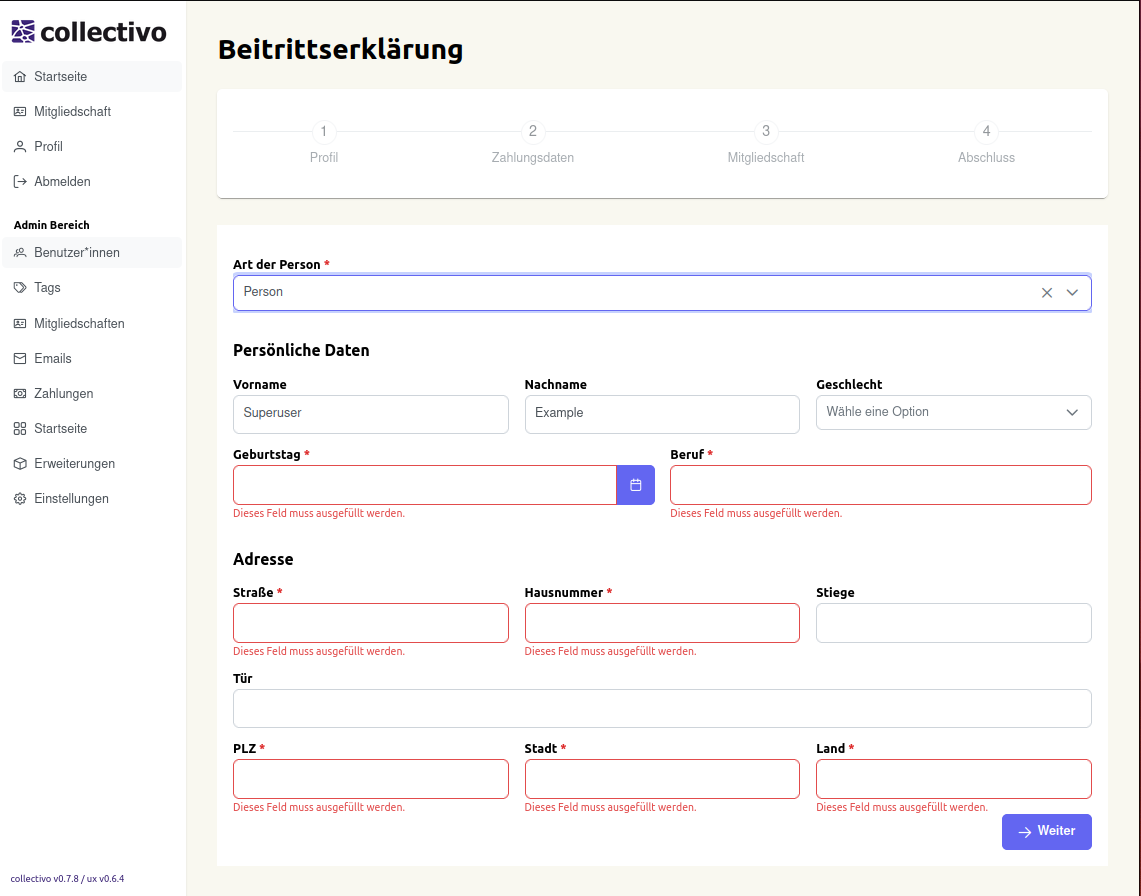 collectivo
Startseite
Mitgliedschaft
Profil
Abmelden
Admin Bereich
Benutzer*innen
Tags
Mitgliedschaften
Emails
Zahlungen
Startseite
Erweiterungen
Einstellungen
collectivo v0.7.8 / ux v0.6.4
Beitrittserklärung
1 2 3 4
Profil Zahlungsdaten Mitgliedschaft Abschluss
Art der Person *
Person
Persönliche Daten
Vorname Nachname Geschlecht
Superuser Example Wähle eine Option
Geburtstag * Beruf *
Dieses Feld muss ausgefüllt werden. Dieses Feld muss ausgefüllt werden.
Adresse
Straße * Hausnummer * Stiege
Dieses Feld muss ausgefüllt werden. Dieses Feld muss ausgefüllt werden.
Tür
PLZ * Stadt * Land *
Dieses Feld muss ausgefüllt werden. Dieses Feld muss ausgefüllt werden. Dieses Feld muss ausgefüllt werden.
Weiter